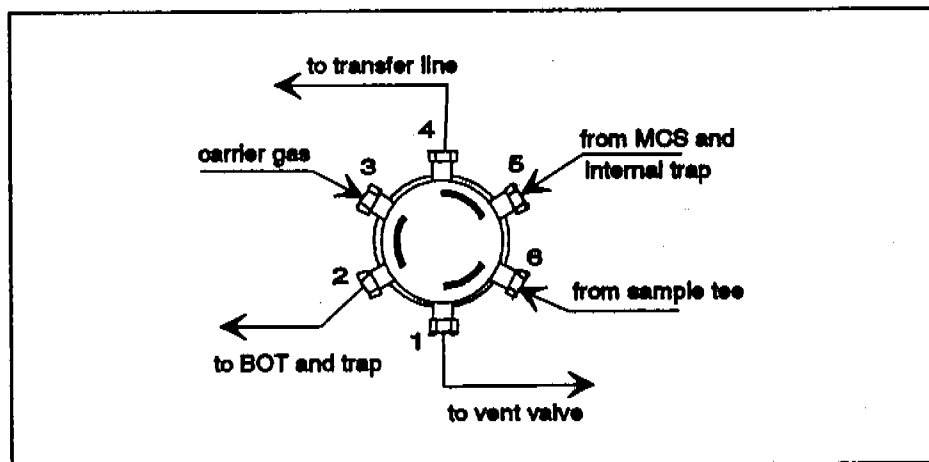 to transfer line
4
carrier gas
3
5
from MCS and
internal trap
2
6
from sample tee
1
to BOT and trap
to vent valve